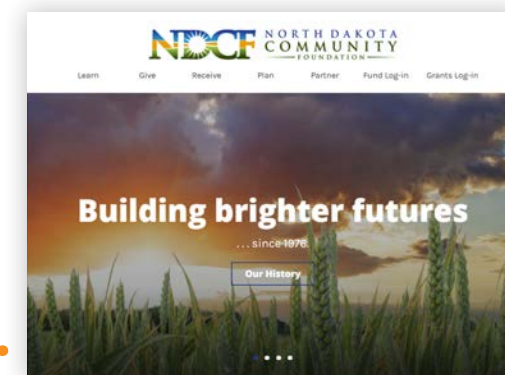 NDCF NORTH DAKOTA
COMMUNITY
FOUNDATION
Learn Give Receive Plan Partner Fund Log-in Grants Log-in
Building brighter futures
. . . since 1976.
Our History